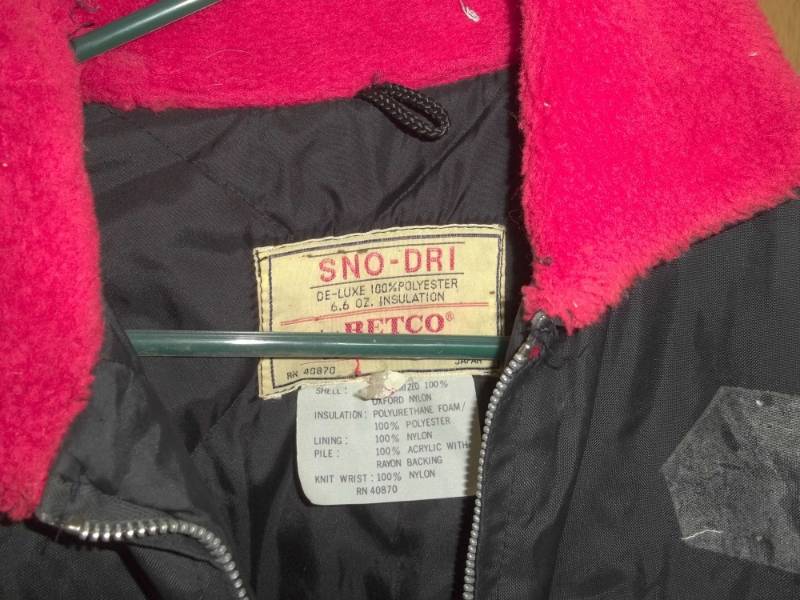 SNO-DRI
DE-LUXE 100% POLYESTER
6.6 OZ. INSULATION
RETCO®
RN 40870
JAPAN
SHELL: 100%
OXFORD NYLON
INSULATION: POLYURETHANE FOAM/
100% POLYESTER
LINING: 100% NYLON
PILE: 100% ACRYLIC WITH
RAYON BACKING
KNIT WRIST: 100% NYLON
RN 40870